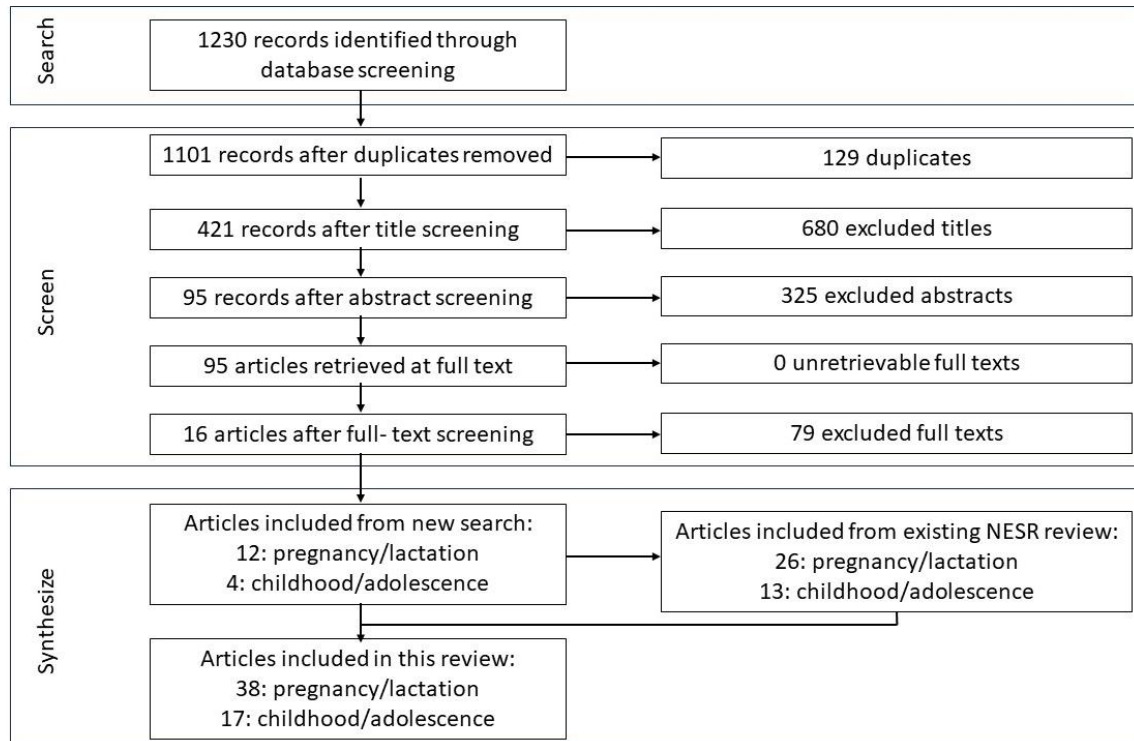 Search
1230 records identified through
database screening
Screen
1101 records after duplicates removed
129 duplicates
421 records after title screening
680 excluded titles
95 records after abstract screening
325 excluded abstracts
95 articles retrieved at full text
0 unretrievable full texts
16 articles after full- text screening
79 excluded full texts
Synthesize
Articles included from new search:
12: pregnancy/lactation
4: childhood/adolescence
Articles included from existing NESR review:
26: pregnancy/lactation
13: childhood/adolescence
Articles included in this review:
38: pregnancy/lactation
17: childhood/adolescence